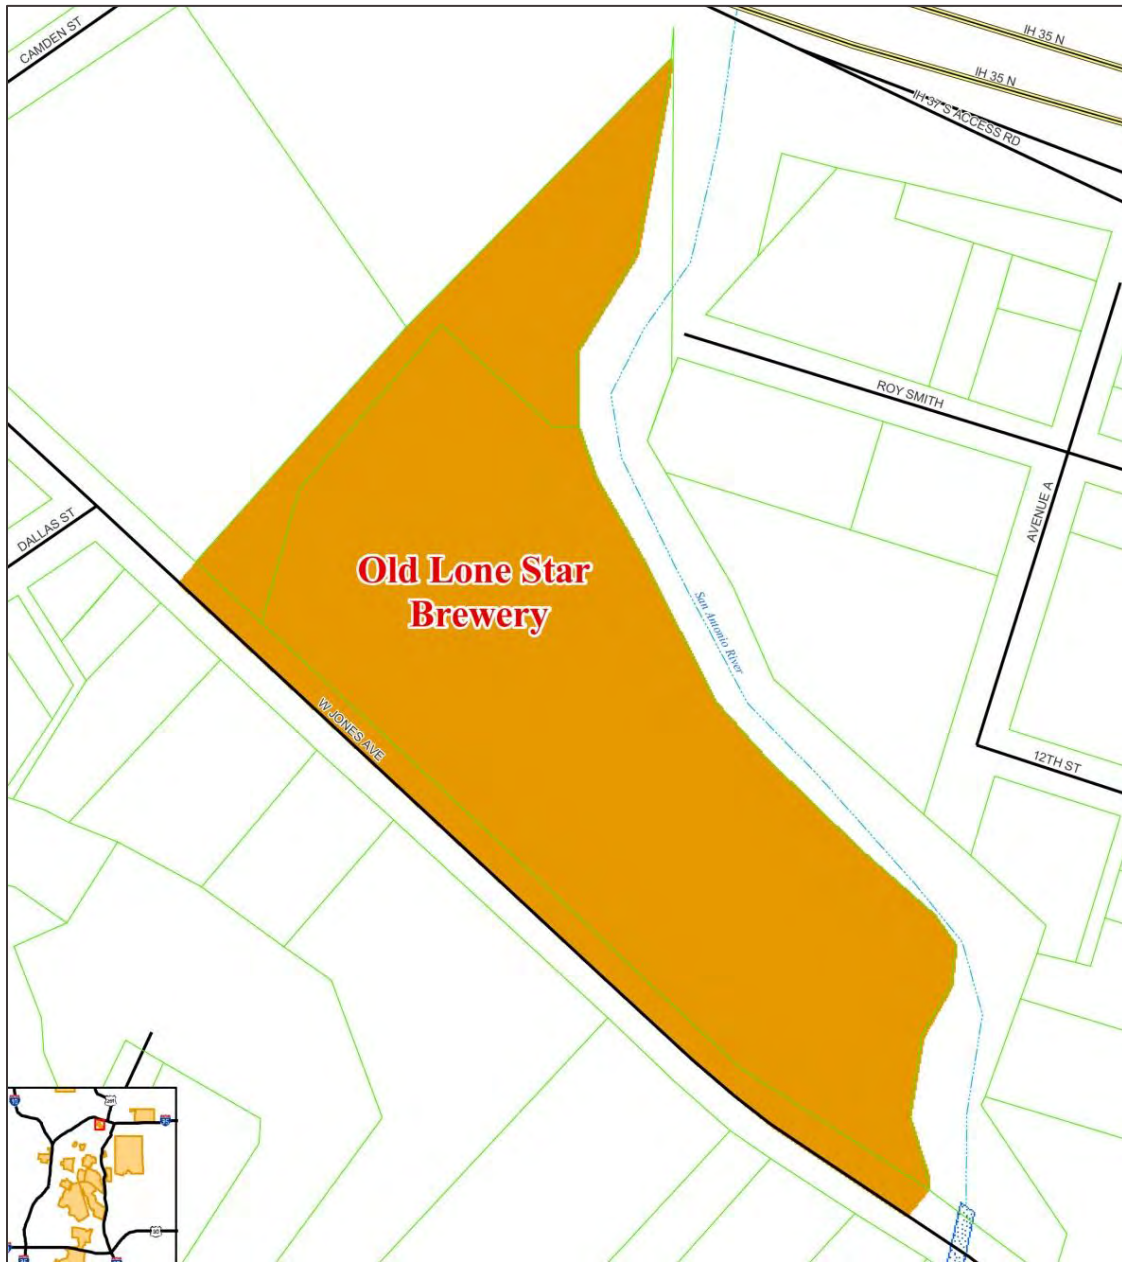 CAMDEN ST
IH 35 N
IH 35 N
IH 37 S ACCESS RD
ROY SMITH
AVENUE A
DALLAS ST
Old Lone Star
Brewery
San Antonio River
W JONES AVE
12TH ST